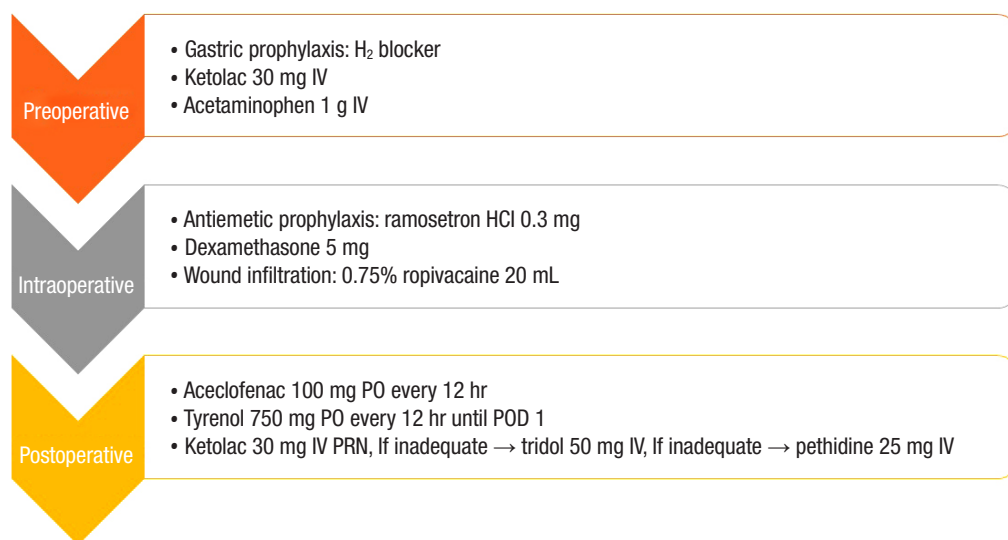 Preoperative
• Gastric prophylaxis: H₂ blocker
• Ketolac 30 mg IV
• Acetaminophen 1 g IV
Intraoperative
• Antiemetic prophylaxis: ramosetron HCl 0.3 mg
• Dexamethasone 5 mg
• Wound infiltration: 0.75% ropivacaine 20 mL
Postoperative
• Aceclofenac 100 mg PO every 12 hr
• Tyrenol 750 mg PO every 12 hr until POD 1
• Ketolac 30 mg IV PRN, If inadequate → tridol 50 mg IV, If inadequate → pethidine 25 mg IV